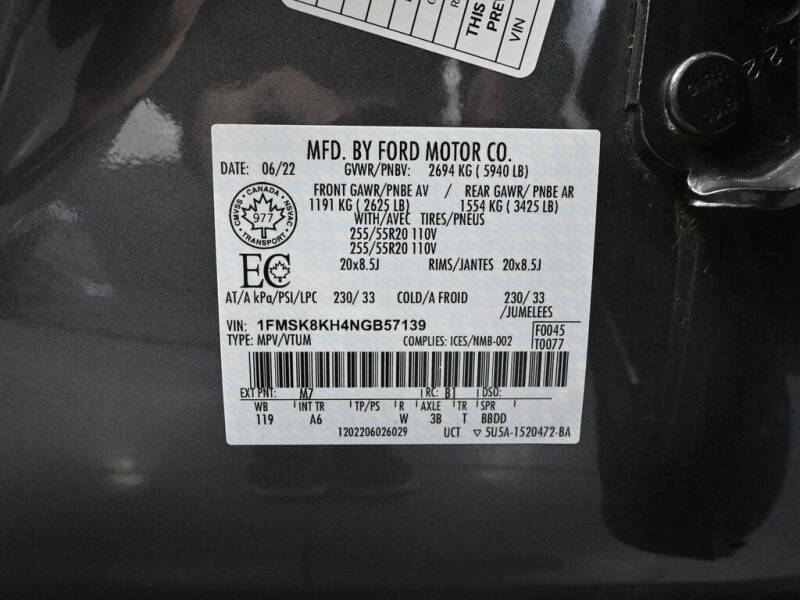 THIS
PRE
VIN
MFD. BY FORD MOTOR CO.
DATE: 06/22 GVWR/PNBV: 2694 KG ( 5940 LB)
FRONT GAWR/PNBE AV / REAR GAWR/ PNBE AR
1191 KG ( 2625 LB) 1554 KG ( 3425 LB)
WITH/AVEC TIRES/PNEUS
255/55R20 110V
255/55R20 110V
20x8.5J RIMS/JANTES 20x8.5J
CANADA
CMVSS 977 NSVAC
TRANSPORT
EC
AT/A kPa/PSI/LPC 230/ 33 COLD/A FROID 230/ 33
/JUMELEES
VIN: 1FMSK8KH4NGB57139 F0045
TYPE: MPV/VTUM COMPLIES: ICES/NMB-002 T0077
EXT PNT: M7 RC: B1 DSO:
WB INT TR TP/PS R AXLE TR SPR
119 A6 W 3B T BBDD
1202206026029 UCT 5U5A-1520472-BA